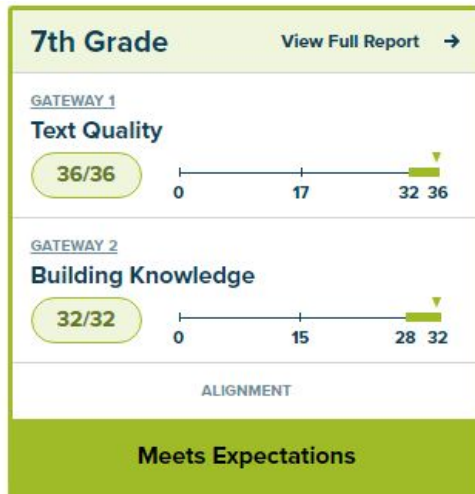 7th Grade View Full Report →
GATEWAY 1
Text Quality
36/36
0 17 32 36
GATEWAY 2
Building Knowledge
32/32
0 15 28 32
ALIGNMENT
Meets Expectations